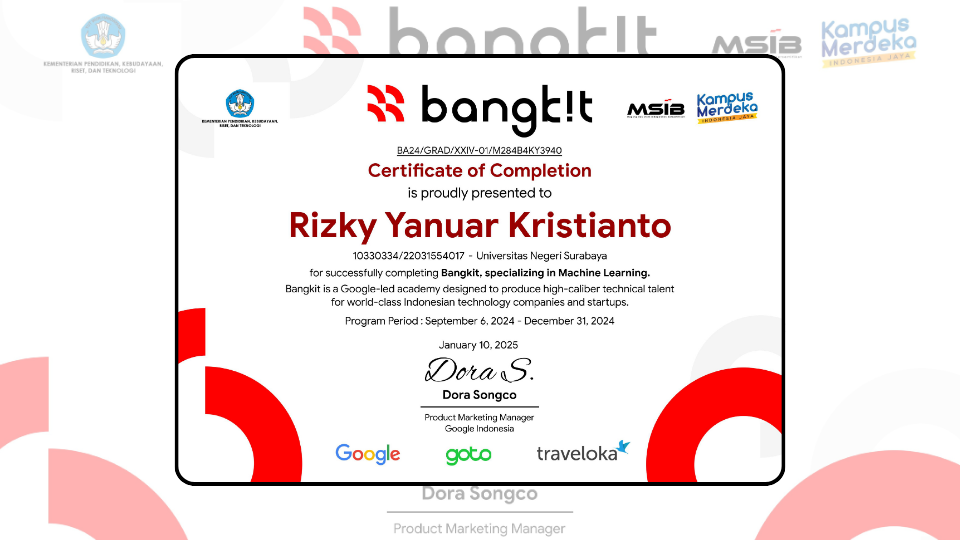 KEMENTERIAN PENDIDIKAN, KEBUDAYAAN,
RISET, DAN TEKNOLOGI
bangk!t
MSIB
Kampus
Merdeka
INDONESIA JAYA
KEMENTERIAN PENDIDIKAN, KEBUDAYAAN,
RISET, DAN TEKNOLOGI
bangk!t
MSIB
Kampus
Merdeka
INDONESIA JAYA
BA24/GRAD/XXIV-01/M284B4KY3940
Certificate of Completion
is proudly presented to
Rizky Yanuar Kristianto
10330334/22031554017 - Universitas Negeri Surabaya
for successfully completing Bangkit, specializing in Machine Learning.
Bangkit is a Google-led academy designed to produce high-caliber technical talent
for world-class Indonesian technology companies and startups.
Program Period : September 6, 2024 - December 31, 2024
January 10, 2025
Dora S.
Dora Songco
Product Marketing Manager
Google Indonesia
Google goto traveloka
Dora Songco
Product Marketing Manager